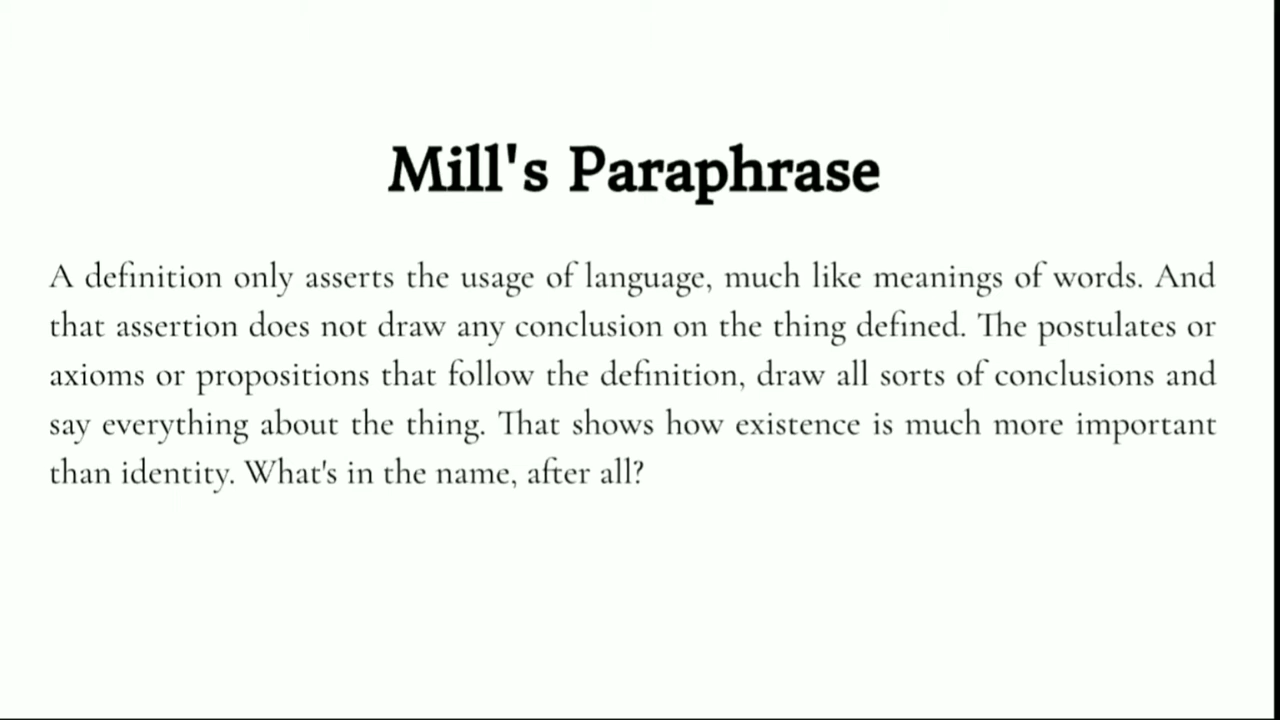 Mill's Paraphrase
A definition only asserts the usage of language, much like meanings of words. And
that assertion does not draw any conclusion on the thing defined. The postulates or
axioms or propositions that follow the definition, draw all sorts of conclusions and
say everything about the thing. That shows how existence is much more important
than identity. What's in the name, after all?